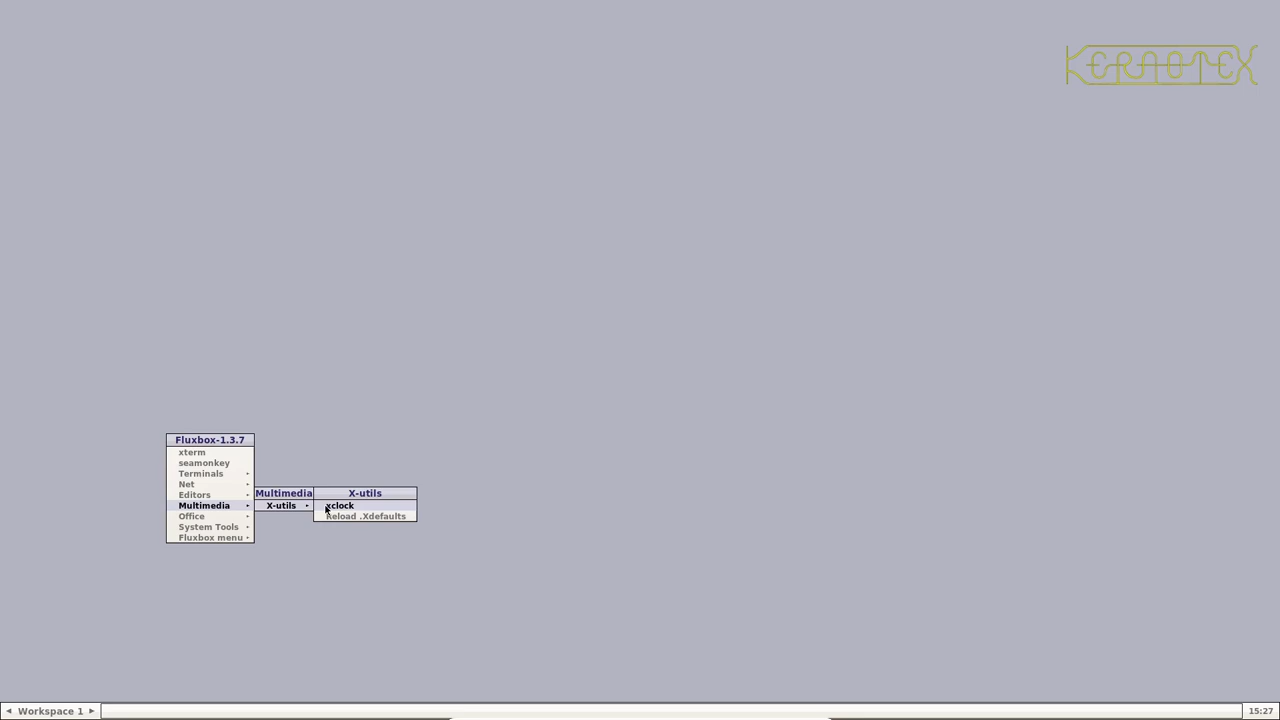 KERNOTEX
Fluxbox-1.3.7
xterm
seamonkey
Terminals
Net
Editors
Multimedia
Office
System Tools
Fluxbox menu
Multimedia
X-utils
X-utils
xclock
Reload .Xdefaults
Workspace 1
15:27